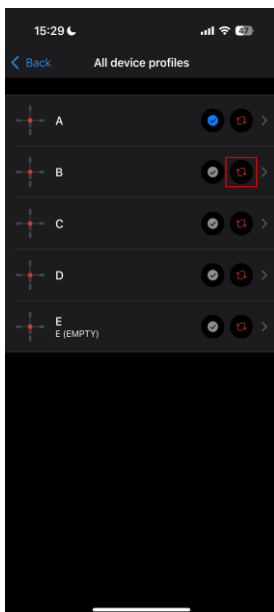 15:29
47
Back
All device profiles
A
B
C
D
E
E (EMPTY)